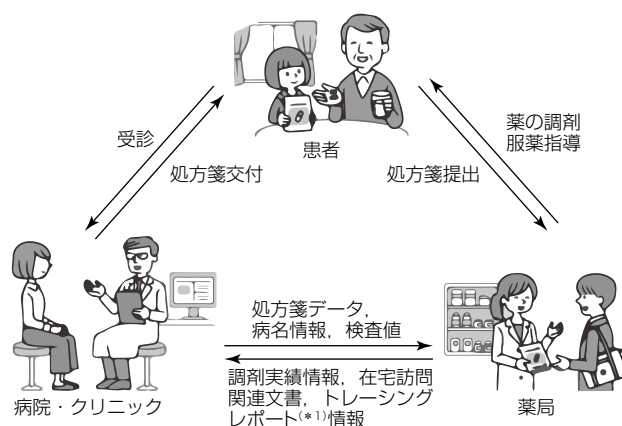 患者
受診
処方箋交付
薬の調剤
服薬指導
処方箋提出
処方箋データ，
病名情報，検査値
調剤実績情報，在宅訪問
関連文書，トレーシング
レポート(*1)情報
病院・クリニック
薬局